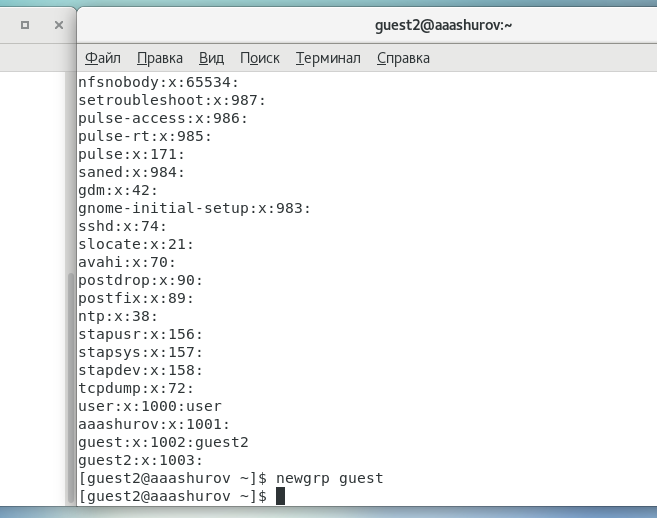 guest2@aaashurov:~
Файл Правка Вид Поиск Терминал Справка
nfsnobody:x:65534:
setroubleshoot:x:987:
pulse-access:x:986:
pulse-rt:x:985:
pulse:x:171:
saned:x:984:
gdm:x:42:
gnome-initial-setup:x:983:
sshd:x:74:
slocate:x:21:
avahi:x:70:
postdrop:x:90:
postfix:x:89:
ntp:x:38:
stapusr:x:156:
stapsys:x:157:
stapdev:x:158:
tcpdump:x:72:
user:x:1000:user
aaashurov:x:1001:
guest:x:1002:guest2
guest2:x:1003:
[guest2@aaashurov ~]$ newgrp guest
[guest2@aaashurov ~]$